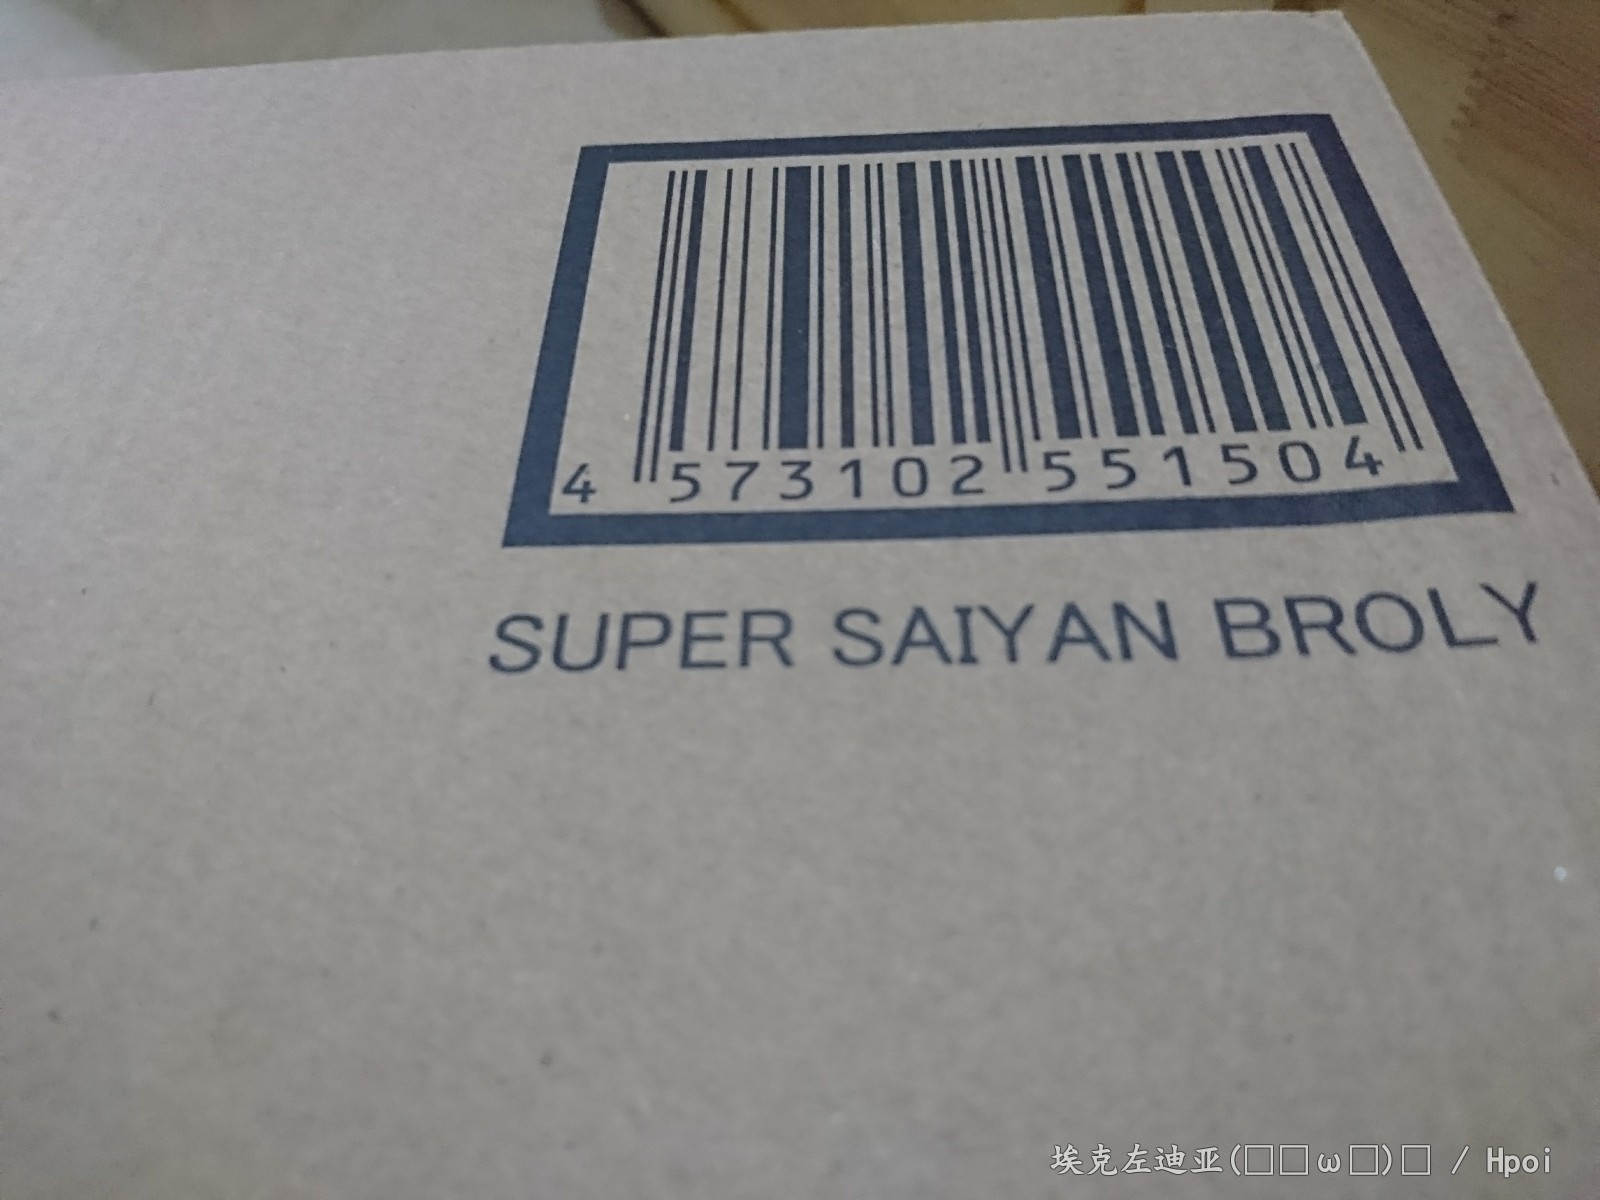 4 573102 551504
SUPER SAIYAN BROLY
埃克左迪亚(□□ω□)□ / Hpoi